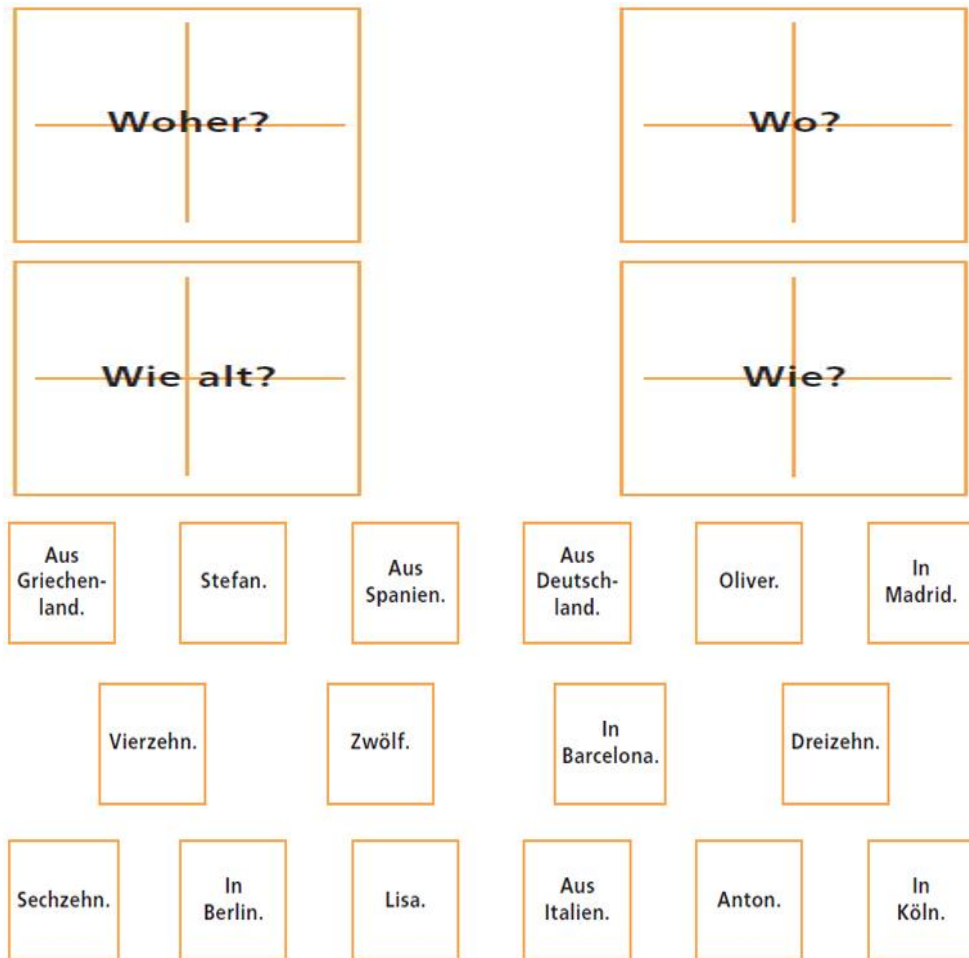 Woher?
Wo?
Wie alt?
Wie?
Aus
Griechen-
land.
Stefan.
Aus
Spanien.
Aus
Deutsch-
land.
Oliver.
In
Madrid.
Vierzehn.
Zwölf.
In
Barcelona.
Dreizehn.
Sechzehn.
In
Berlin.
Lisa.
Aus
Italien.
Anton.
In
Köln.